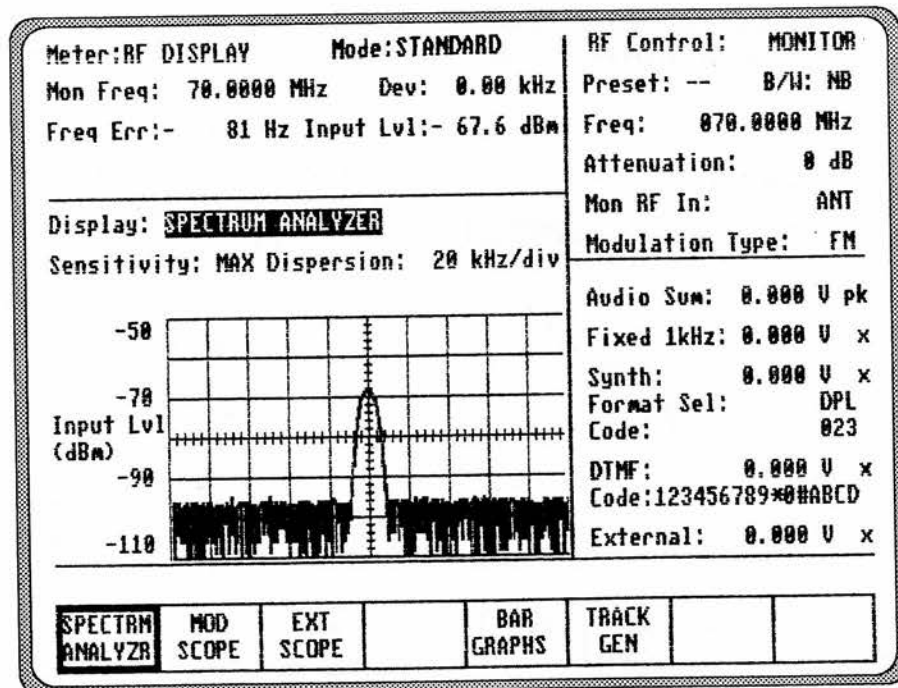 Meter:RF DISPLAY Mode:STANDARD
Mon Freq: 70.0000 MHz Dev: 0.00 kHz
Freq Err:- 81 Hz Input Lvl:- 67.6 dBm
Display: SPECTRUM ANALYZER
Sensitivity: MAX Dispersion: 20 kHz/div
-50
-70
Input Lvl
(dBm)
-90
-110
RF Control: MONITOR
Preset: -- B/W: NB
Freq: 070.0000 MHz
Attenuation: 0 dB
Mon RF In: ANT
Modulation Type: FM
Audio Sum: 0.000 V pk
Fixed 1kHz: 0.000 V x
Synth: 0.000 V x
Format Sel: DPL
Code: 023
DTMF: 0.000 V x
Code:123456789*0#ABCD
External: 0.000 V x
SPECTRM ANALYZR
MOD SCOPE
EXT SCOPE
BAR GRAPHS
TRACK GEN